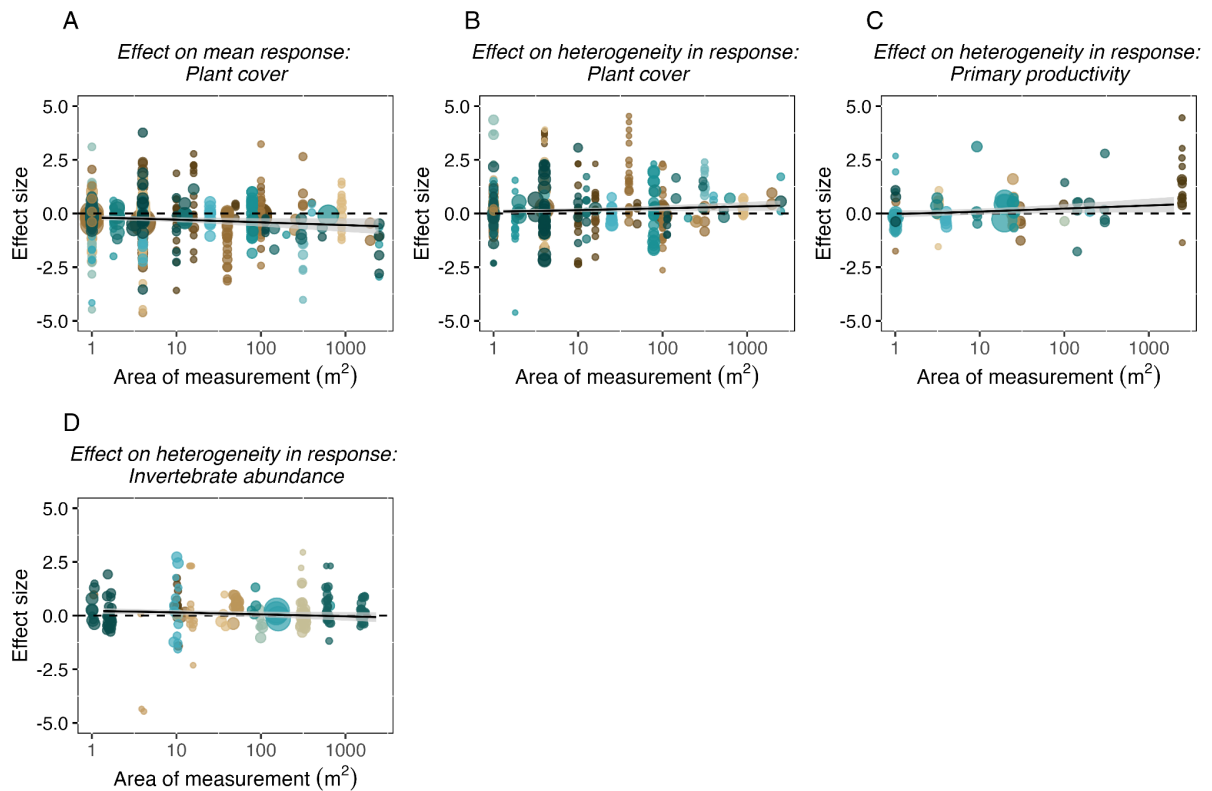 A
Effect on mean response:
Plant cover
5.0
2.5
0.0
-2.5
-5.0
Effect size
1 10 100 1000
Area of measurement (m²)
B
Effect on heterogeneity in response:
Plant cover
5.0
2.5
0.0
-2.5
-5.0
Effect size
1 10 100 1000
Area of measurement (m²)
C
Effect on heterogeneity in response:
Primary productivity
5.0
2.5
0.0
-2.5
-5.0
Effect size
1 10 100 1000
Area of measurement (m²)
D
Effect on heterogeneity in response:
Invertebrate abundance
5.0
2.5
0.0
-2.5
-5.0
Effect size
1 10 100 1000
Area of measurement (m²)